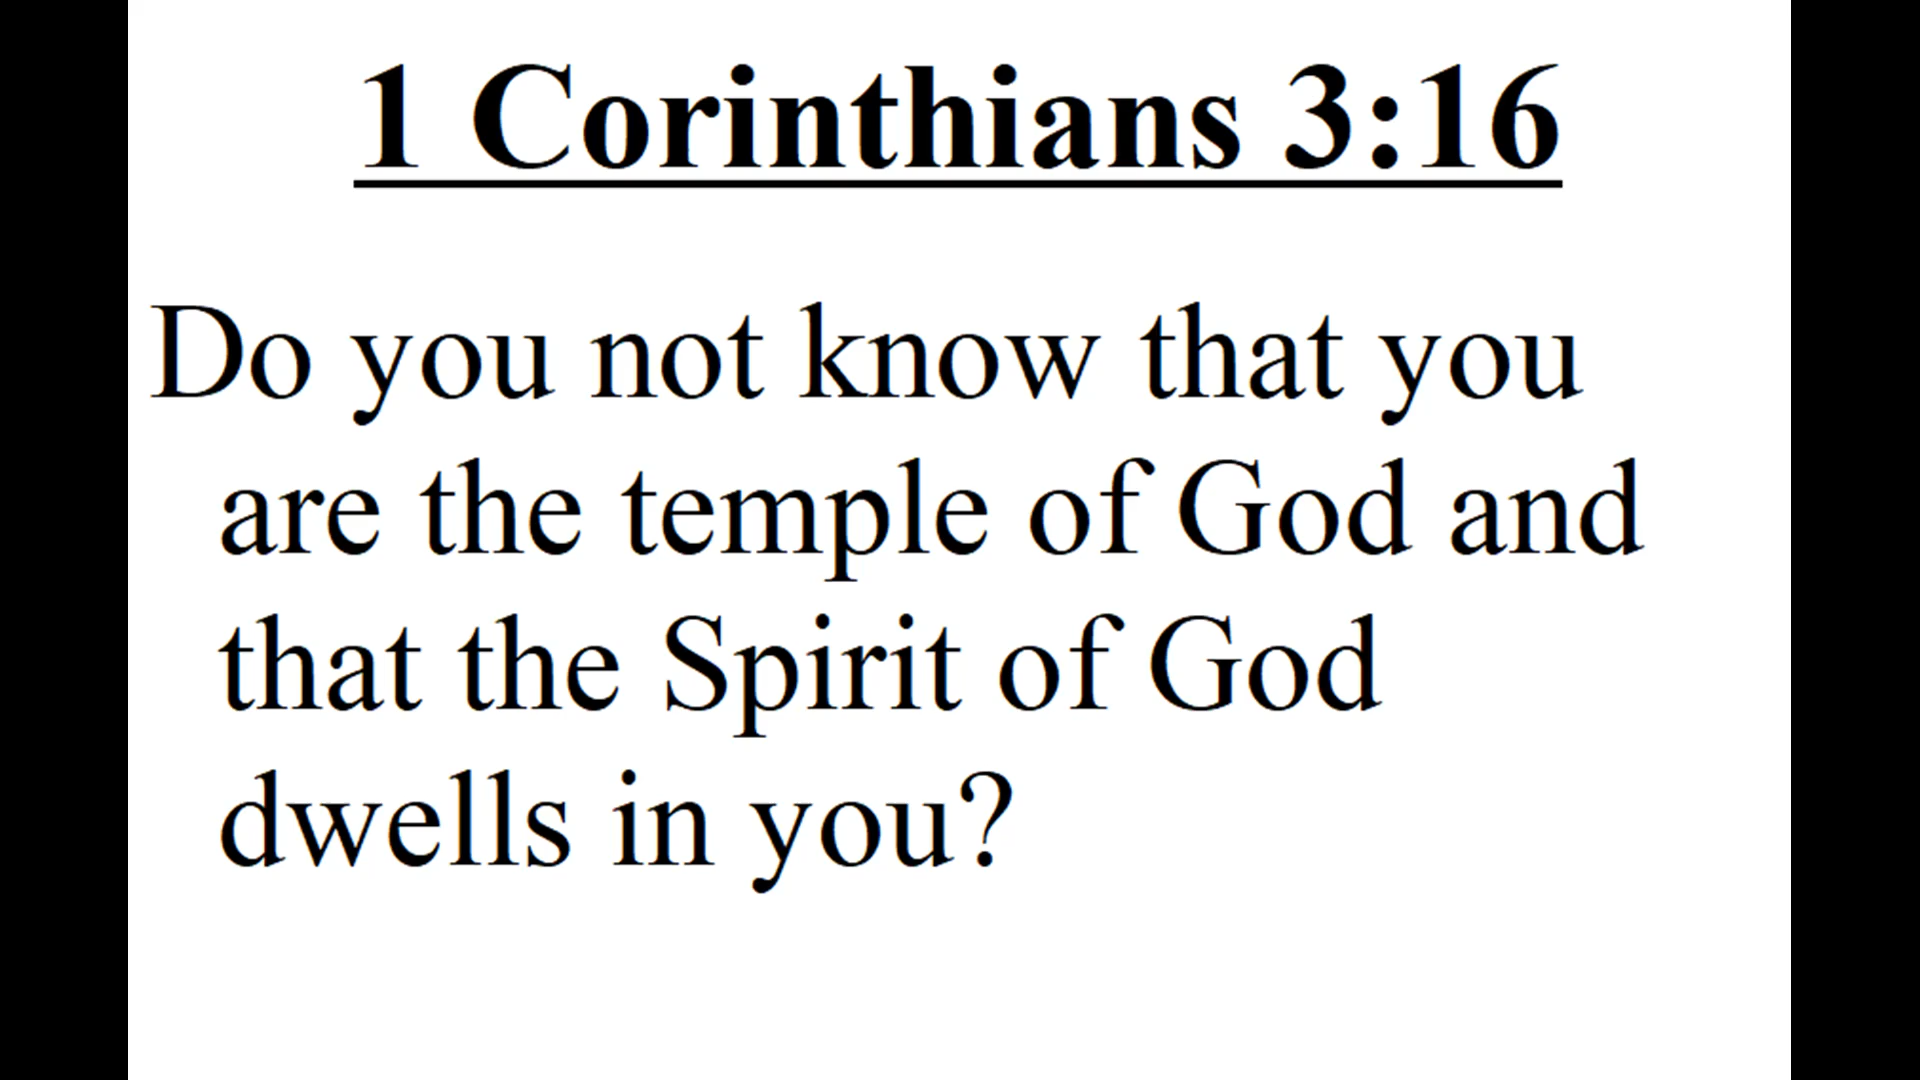 1 Corinthians 3:16
Do you not know that you
are the temple of God and
that the Spirit of God
dwells in you?